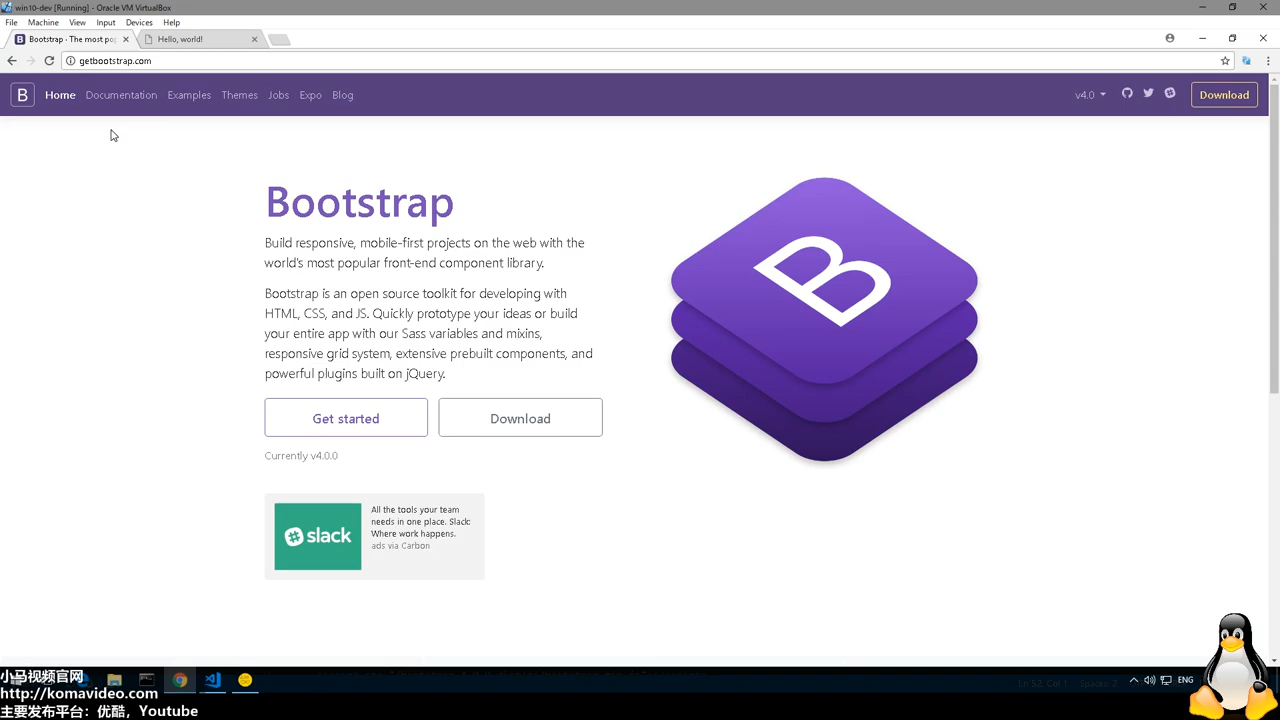 win10-dev [Running] - Oracle VM VirtualBox
File Machine View Input Devices Help
Bootstrap · The most po
Hello, world!
getbootstrap.com
B Home Documentation Examples Themes Jobs Expo Blog v4.0 Download
Bootstrap
Build responsive, mobile-first projects on the web with the
world's most popular front-end component library.
Bootstrap is an open source toolkit for developing with
HTML, CSS, and JS. Quickly prototype your ideas or build
your entire app with our Sass variables and mixins,
responsive grid system, extensive prebuilt components, and
powerful plugins built on jQuery.
B
Get started Download
Currently v4.0.0
slack
All the tools your team
needs in one place. Slack:
Where work happens.
ads via Carbon
小马视频官网
http://komavideo.com
主要发布平台：优酷，Youtube
Ln 52, Col 1 Spaces: 2
ENG